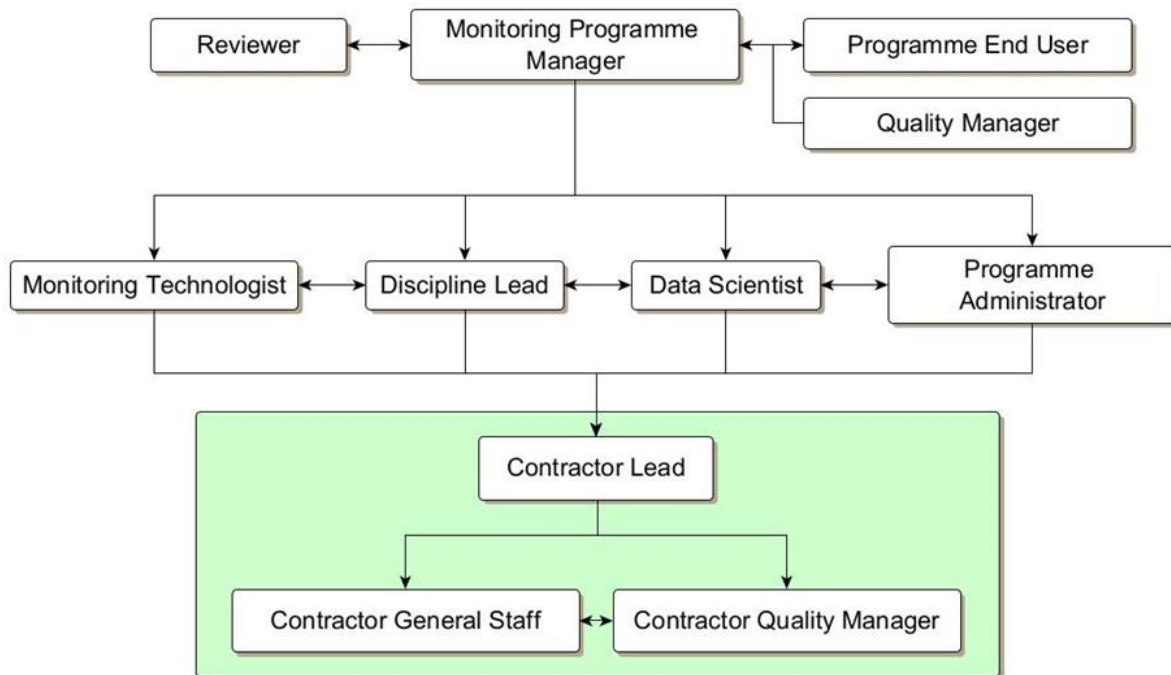 Reviewer
Monitoring Programme
Manager
Programme End User
Quality Manager
Monitoring Technologist
Discipline Lead
Data Scientist
Programme
Administrator
Contractor Lead
Contractor General Staff
Contractor Quality Manager